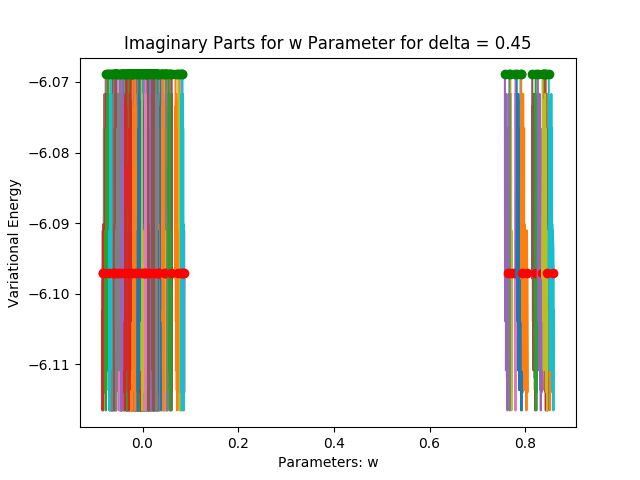 Imaginary Parts for w Parameter for delta = 0.45
Variational Energy
−6.07
−6.08
−6.09
−6.10
−6.11
0.0 0.2 0.4 0.6 0.8
Parameters: w